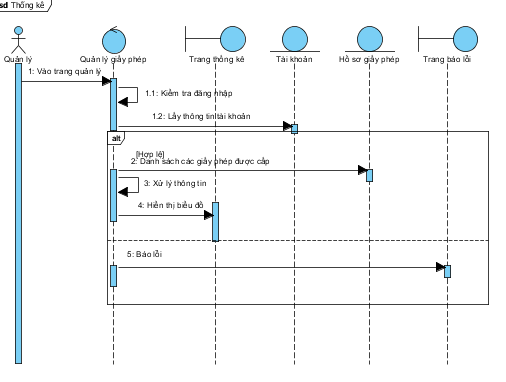 sd Thống kê
Quản lý
Quản lý giấy phép
Trang thống kê
Tài khoản
Hồ sơ giấy phép
Trang báo lỗi
1: Vào trang quản lý
1.1: Kiểm tra đăng nhập
1.2: Lấy thông tin tài khoản
alt
[Hợp lệ]
2: Danh sách các giấy phép được cấp
3: Xử lý thông tin
4: Hiển thị biểu đồ
5: Báo lỗi